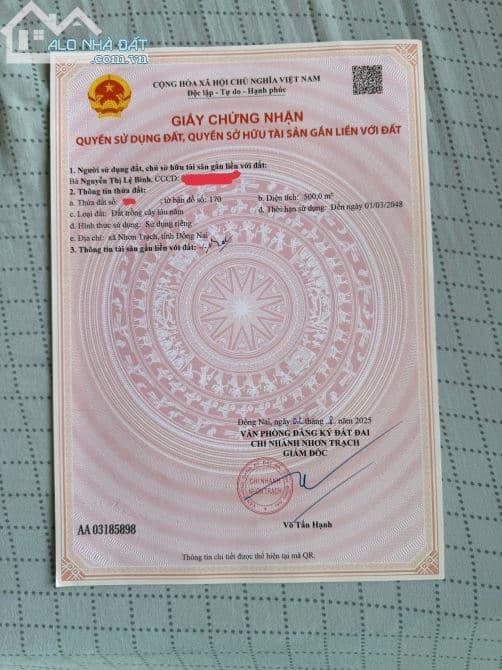 ALO NHÀ ĐẤT
.com.vn
CỘNG HÒA XÃ HỘI CHỦ NGHĨA VIỆT NAM
Độc lập - Tự do - Hạnh phúc
GIẤY CHỨNG NHẬN
QUYỀN SỬ DỤNG ĐẤT, QUYỀN SỞ HỮU TÀI SẢN GẮN LIỀN VỚI ĐẤT
1. Người sử dụng đất, chủ sở hữu tài sản gắn liền với đất:
Bà Nguyễn Thị Lệ Bình, CCCD:
2. Thông tin thửa đất:
a. Thửa đất số: ; tờ bản đồ số: 170
b. Diện tích: 500,0 m²
c. Loại đất: Đất trồng cây lâu năm
d. Thời hạn sử dụng: Đến ngày 01/03/2048
đ. Hình thức sử dụng: Sử dụng riêng
e. Địa chỉ: xã Nhơn Trạch, tỉnh Đồng Nai
3. Thông tin tài sản gắn liền với đất: -/-
Đồng Nai, ngày tháng 8 năm 2025
VĂN PHÒNG ĐĂNG KÝ ĐẤT ĐAI
CHI NHÁNH NHƠN TRẠCH
GIÁM ĐỐC
CHI NHÁNH
NHƠN TRẠCH
Võ Tấn Hạnh
AA 03185898
Thông tin chi tiết được thể hiện tại mã QR.